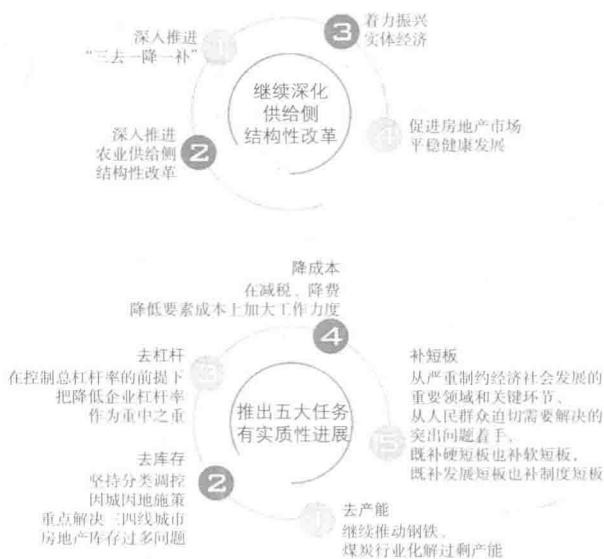 1
深入推进
“三去一降一补”
2
深入推进
农业供给侧
结构性改革
3
着力振兴
实体经济
4
促进房地产市场
平稳健康发展
继续深化
供给侧
结构性改革
降成本
在减税、降费
降低要素成本上加大工作力度
4
去杠杆
在控制总杠杆率的前提下
把降低企业杠杆率
作为重中之重
3
补短板
从严重制约经济社会发展的
重要领域和关键环节、
从人民群众迫切需要解决的
突出问题着手,
既补硬短板也补软短板,
既补发展短板也补制度短板
5
推出五大任务
有实质性进展
去库存
坚持分类调控
因城因地施策
重点解决三四线城市
房地产库存过多问题
2
1
去产能
继续推动钢铁、
煤炭行业化解过剩产能